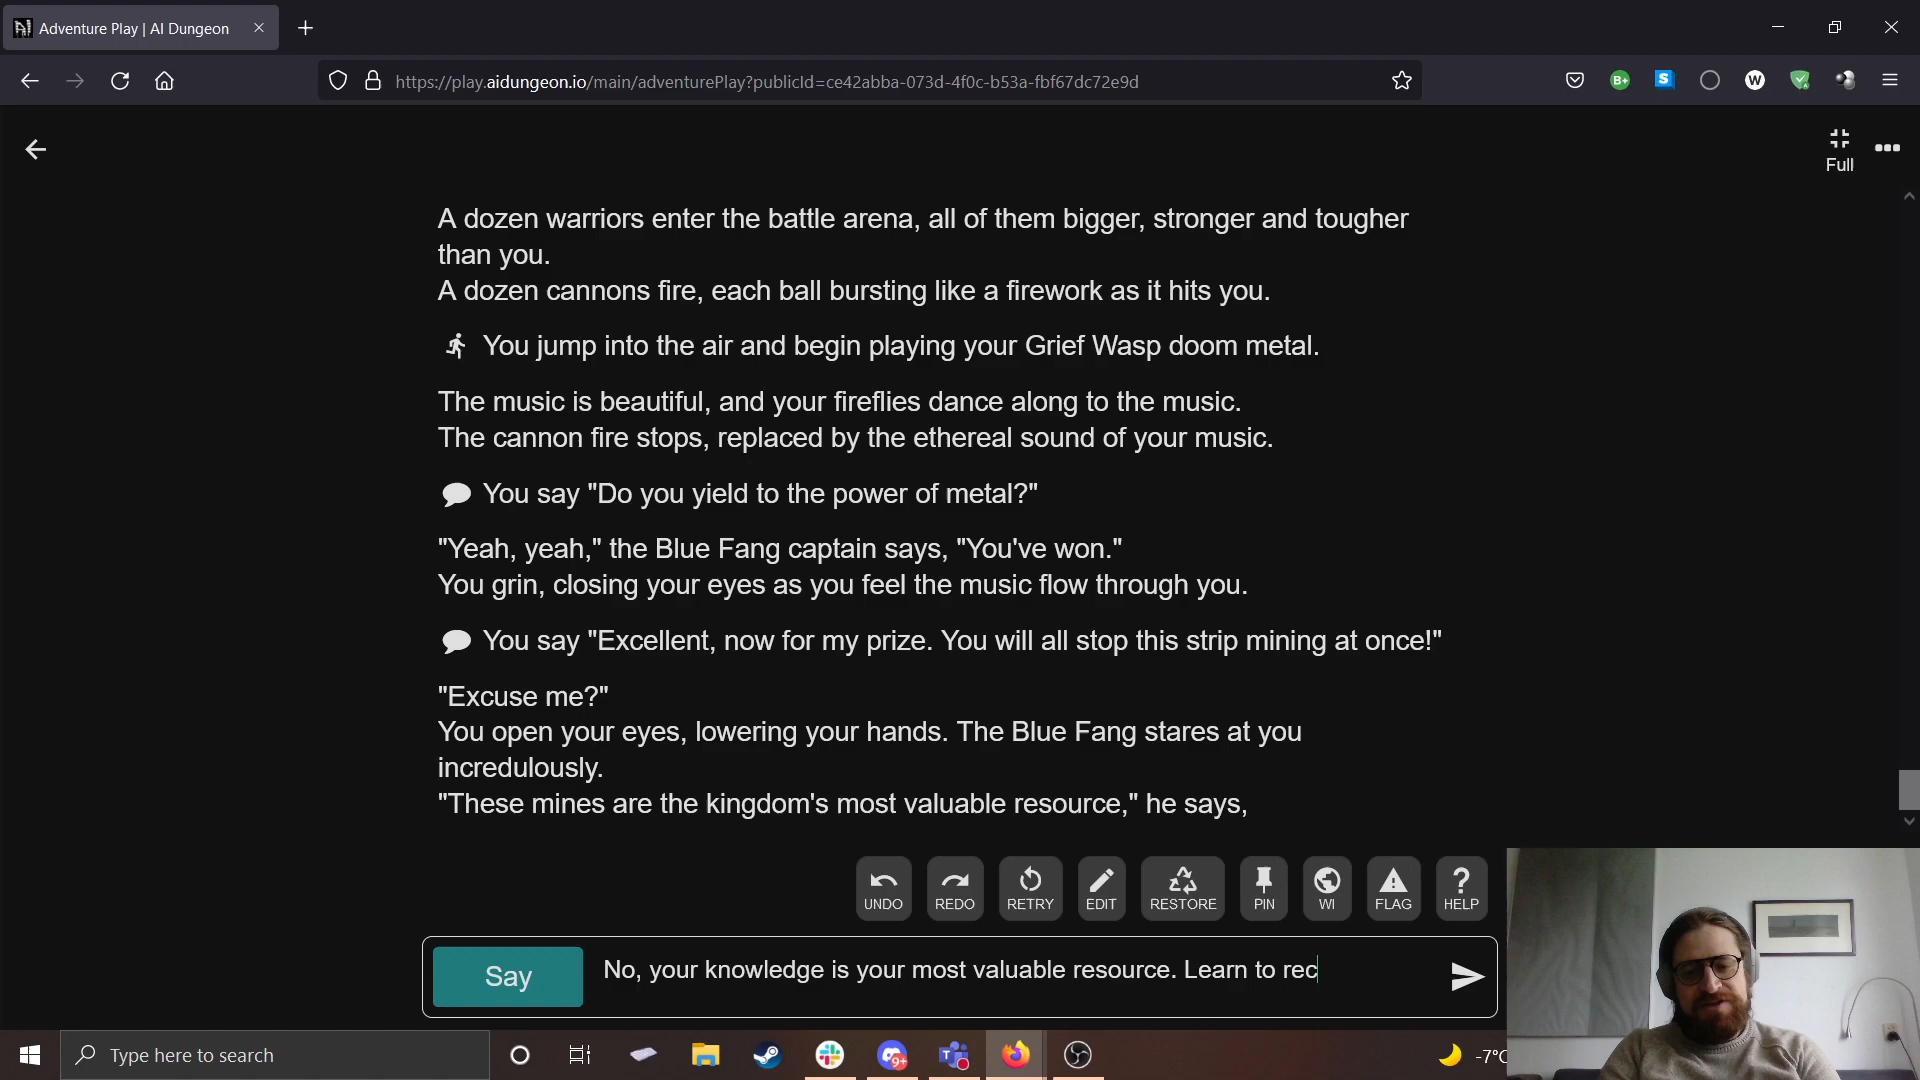 Adventure Play | AI Dungeon
https://play.aidungeon.io/main/adventurePlay?publicId=ce42abba-073d-4f0c-b53a-fbf67dc72e9d
B+
S
W
Full
A dozen warriors enter the battle arena, all of them bigger, stronger and tougher
than you.
A dozen cannons fire, each ball bursting like a firework as it hits you.
You jump into the air and begin playing your Grief Wasp doom metal.
The music is beautiful, and your fireflies dance along to the music.
The cannon fire stops, replaced by the ethereal sound of your music.
You say "Do you yield to the power of metal?"
"Yeah, yeah," the Blue Fang captain says, "You've won."
You grin, closing your eyes as you feel the music flow through you.
You say "Excellent, now for my prize. You will all stop this strip mining at once!"
"Excuse me?"
You open your eyes, lowering your hands. The Blue Fang stares at you
incredulously.
"These mines are the kingdom's most valuable resource," he says,
UNDO REDO RETRY EDIT RESTORE PIN WI FLAG HELP
Say No, your knowledge is your most valuable resource. Learn to rec
Type here to search
9+
-7°C